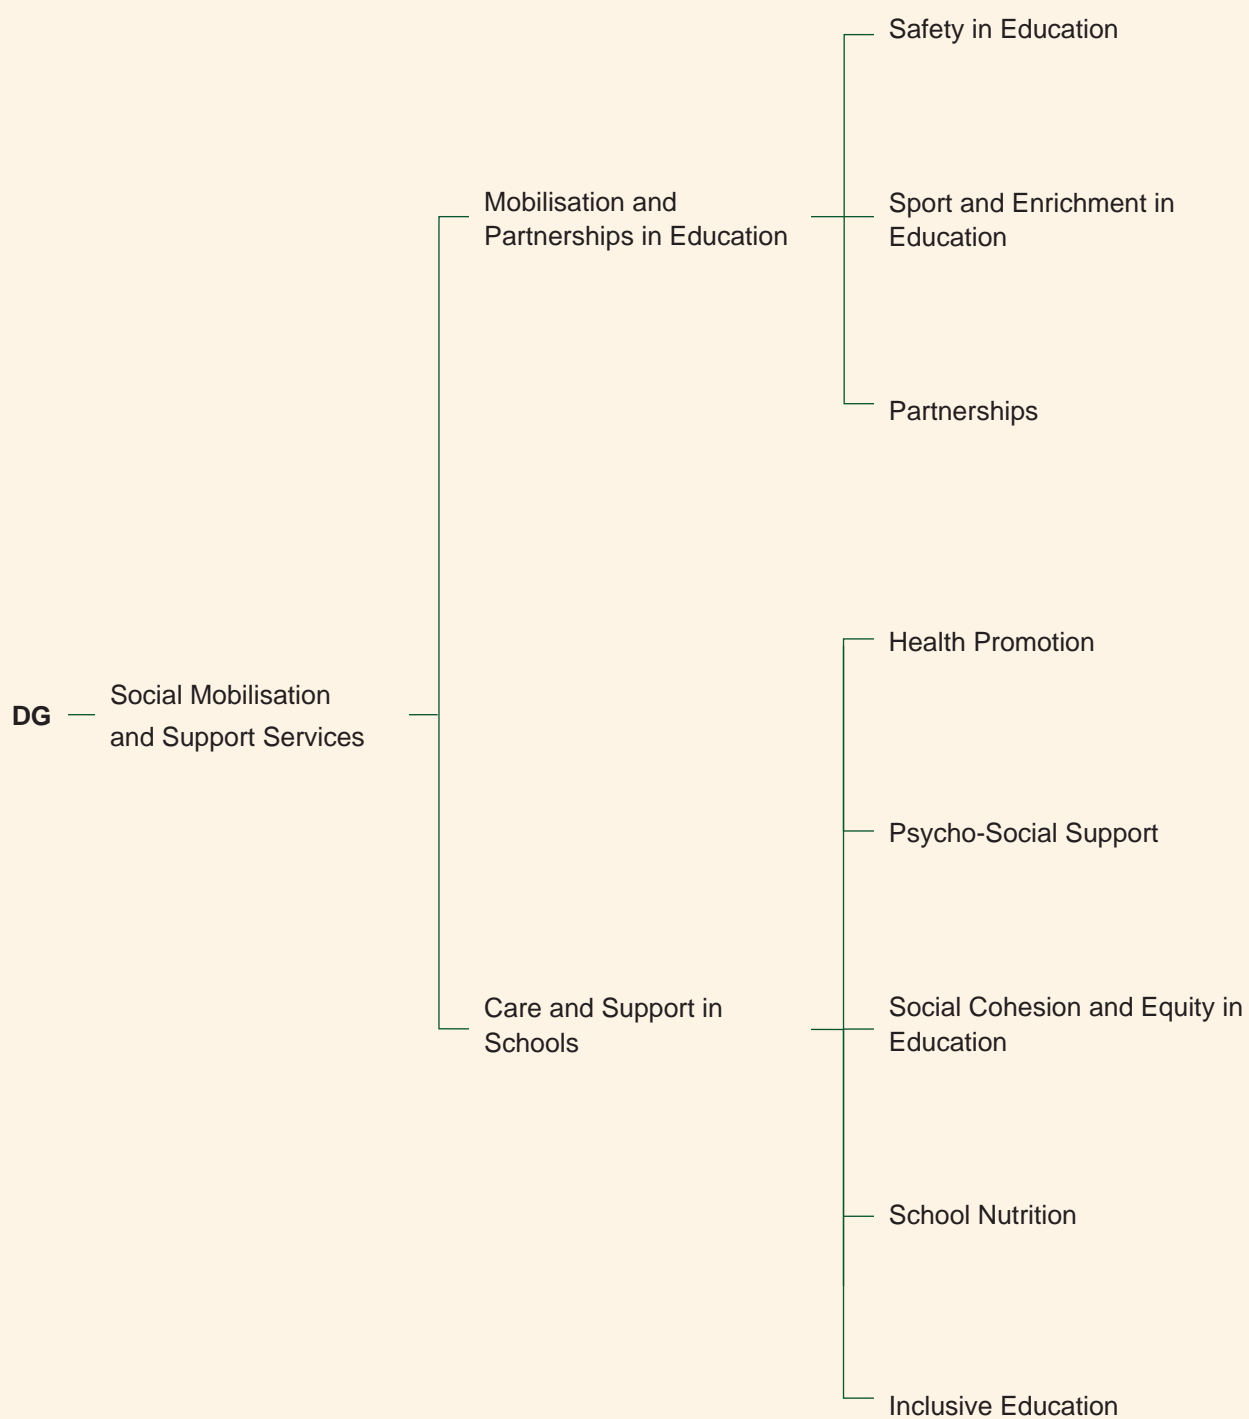 Safety in Education
Mobilisation and
Partnerships in Education
Sport and Enrichment in
Education
Partnerships
DG
Social Mobilisation
and Support Services
Health Promotion
Psycho-Social Support
Care and Support in
Schools
Social Cohesion and Equity in
Education
School Nutrition
Inclusive Education